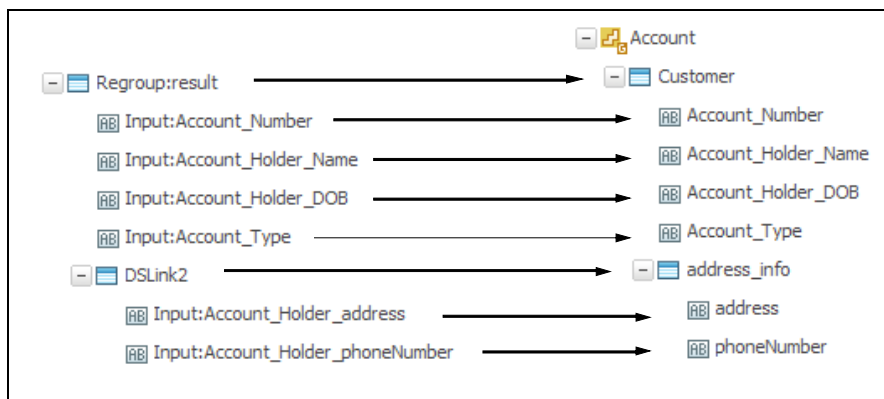 Account
Regroup:result
Customer
Input:Account_Number
Account_Number
Input:Account_Holder_Name
Account_Holder_Name
Input:Account_Holder_DOB
Account_Holder_DOB
Input:Account_Type
Account_Type
DSLink2
address_info
Input:Account_Holder_address
address
Input:Account_Holder_phoneNumber
phoneNumber